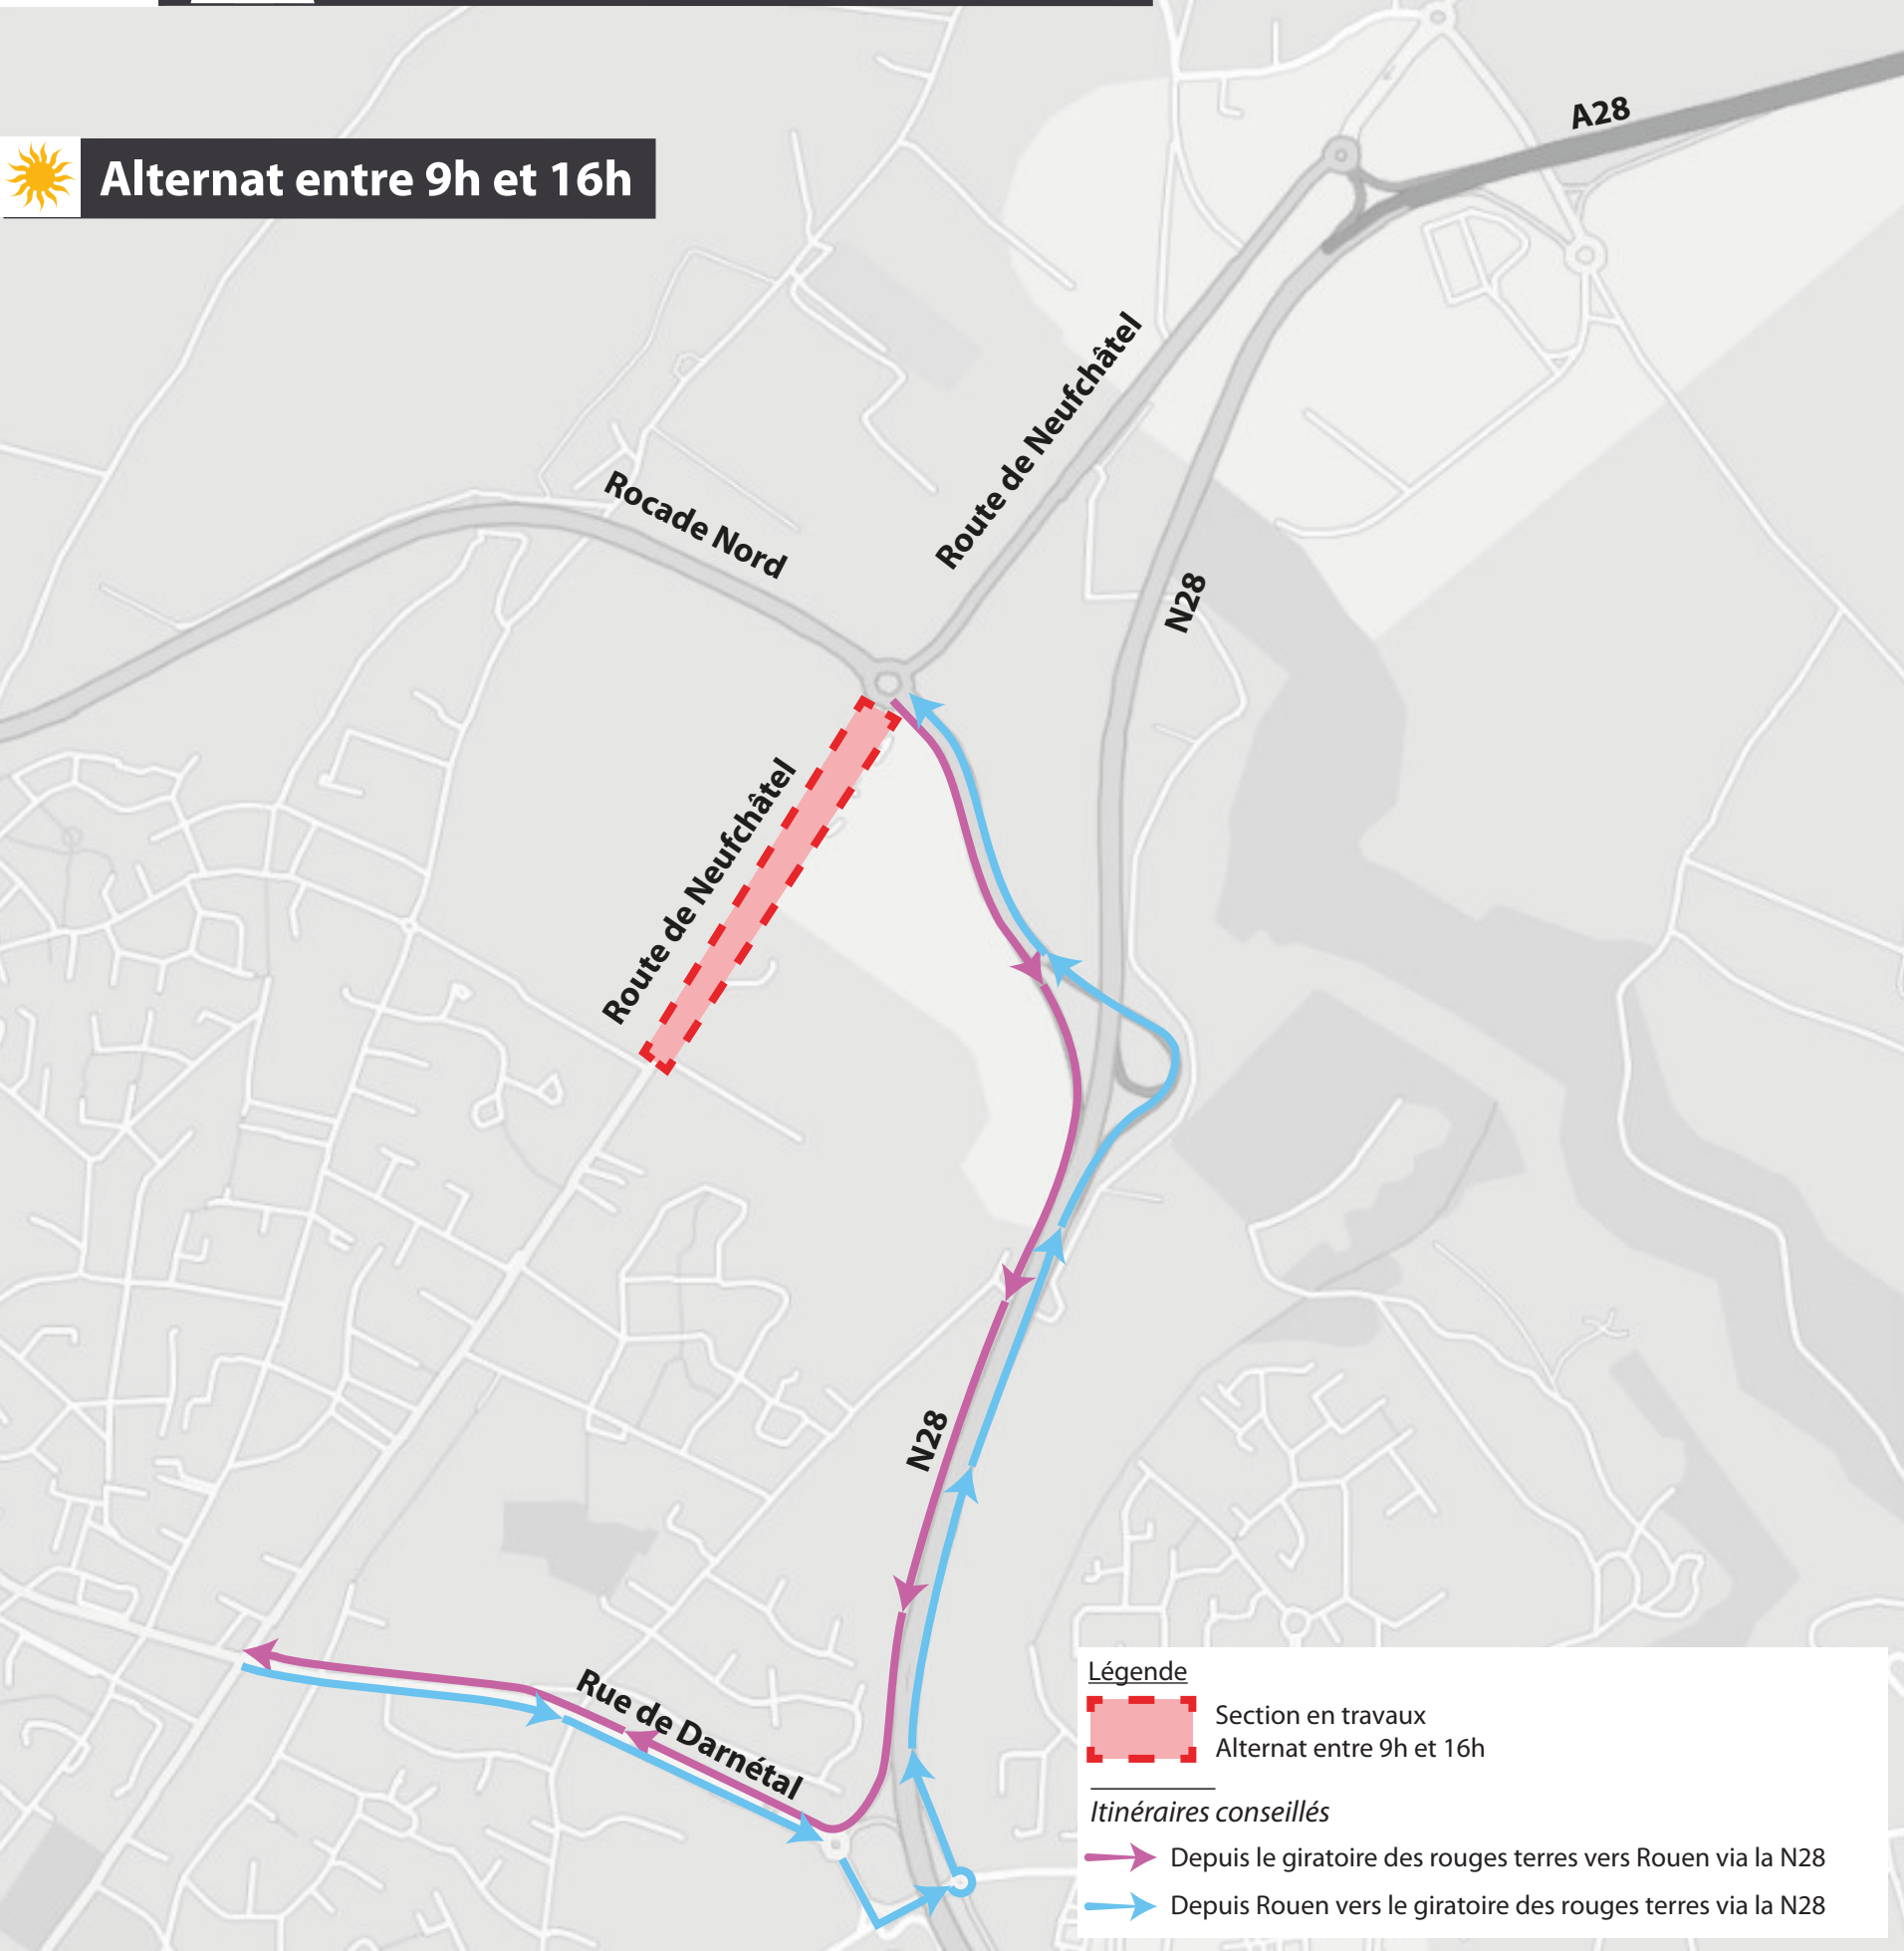 Alternat entre 9h et 16h
A28
Route de Neufchâtel
Rocade Nord
N28
Route de Neufchâtel
N28
Rue de Darnétal
Légende
Section en travaux
Alternat entre 9h et 16h
Itinéraires conseillés
Depuis le giratoire des rouges terres vers Rouen via la N28
Depuis Rouen vers le giratoire des rouges terres via la N28